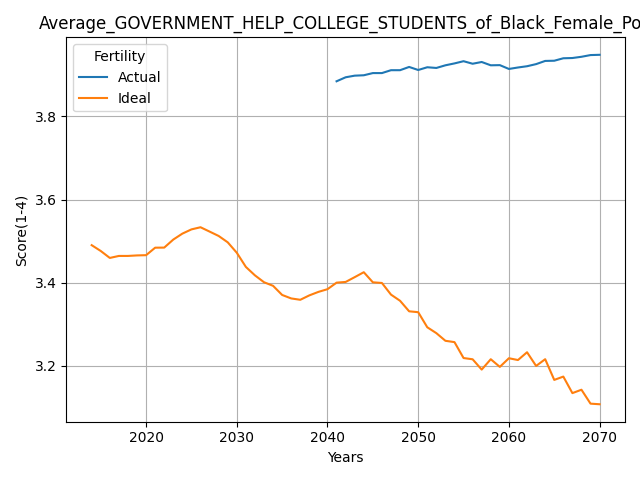 Average_GOVERNMENT_HELP_COLLEGE_STUDENTS_of_Black_Female_Po
Fertility
Actual
Ideal
Score(1-4)
3.8
3.6
3.4
3.2
2020 2030 2040 2050 2060 2070
Years